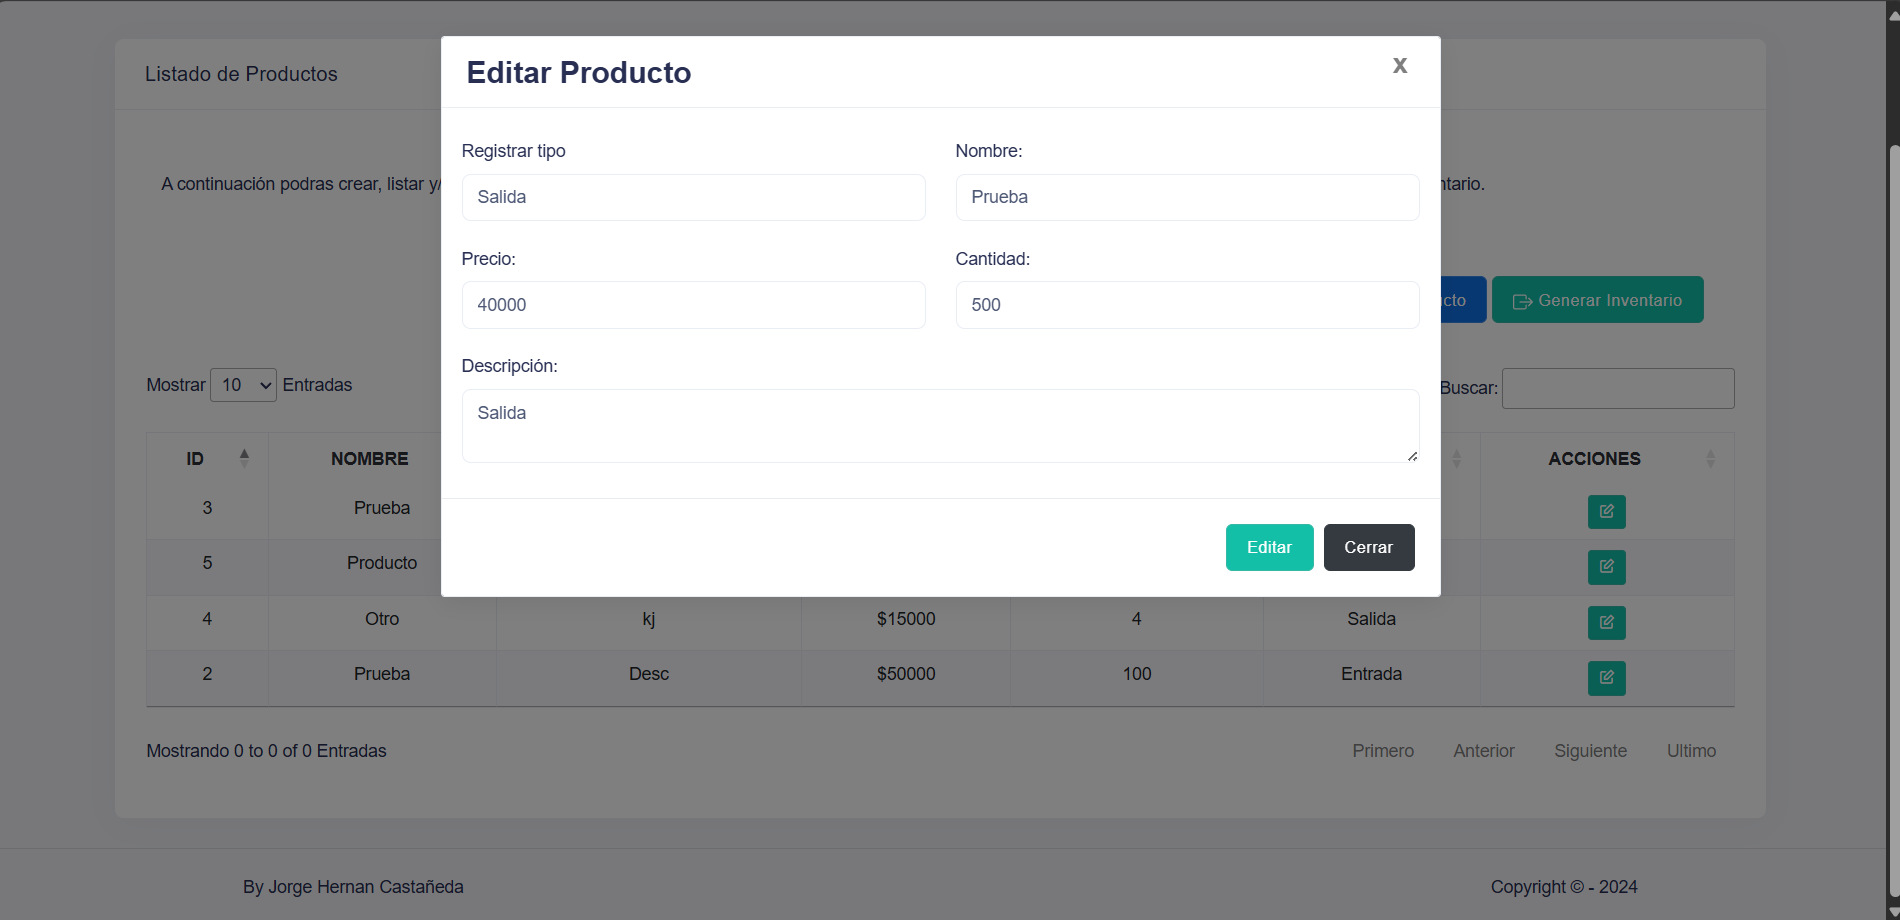 Listado de Productos
Editar Producto
X
A continuación podras crear, listar y/
ntario.
Registrar tipo
Nombre:
Salida
Prueba
Precio:
Cantidad:
40000
500
cto
Generar Inventario
Descripción:
Salida
Mostrar 10 Entradas
Buscar:
ID NOMBRE ACCIONES
3 Prueba
5 Producto
Editar Cerrar
4 Otro kj $15000 4 Salida
2 Prueba Desc $50000 100 Entrada
Mostrando 0 to 0 of 0 Entradas
Primero Anterior Siguiente Ultimo
By Jorge Hernan Castañeda
Copyright © - 2024